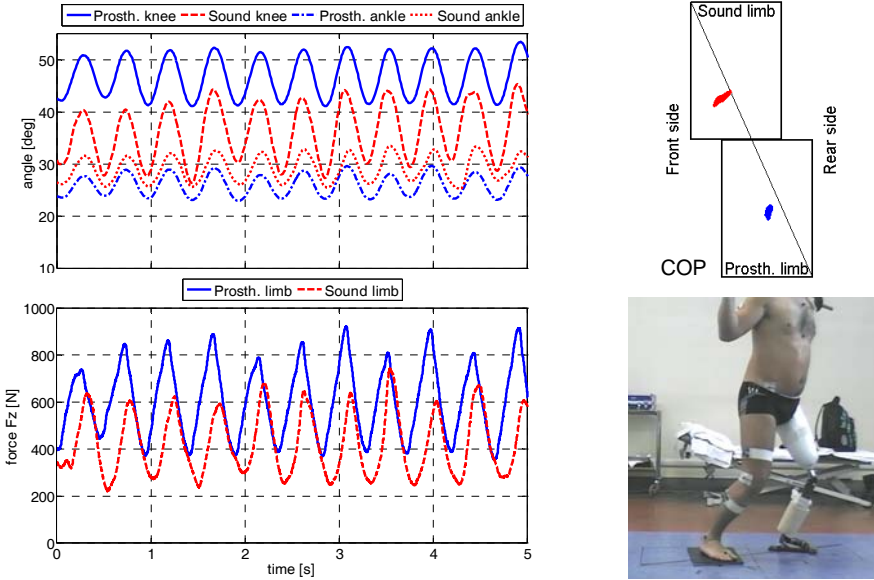 Prosth. knee Sound knee Prosth. ankle Sound ankle
50
40
30
20
10
angle [deg]
Prosth. limb Sound limb
1000
800
600
400
200
0
force Fz [N]
0 1 2 3 4 5
time [s]
Sound limb
Front side
Rear side
COP
Prosth. limb